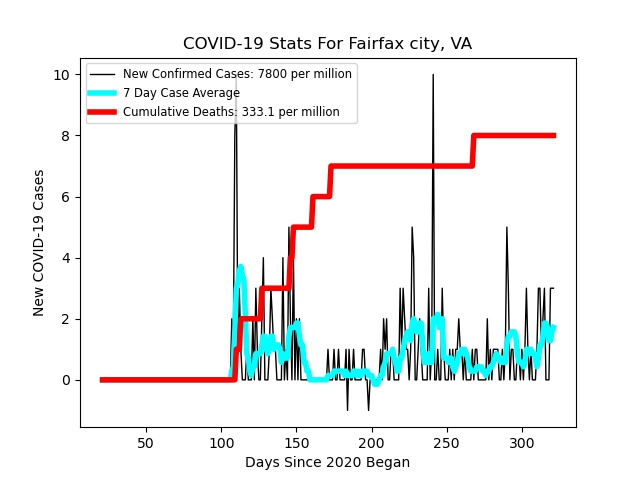 COVID-19 Stats For Fairfax city, VA
New Confirmed Cases: 7800 per million
7 Day Case Average
Cumulative Deaths: 333.1 per million
New COVID-19 Cases
10
8
6
4
2
0
50 100 150 200 250 300
Days Since 2020 Began